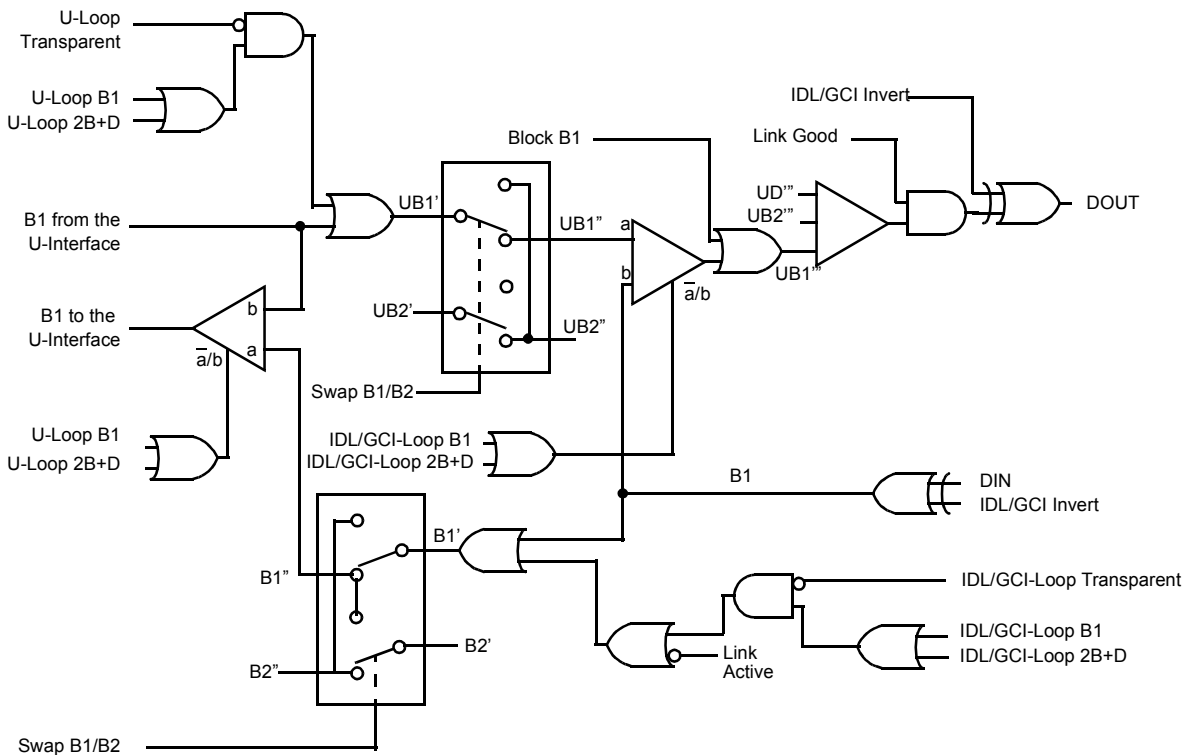 U-Loop
Transparent
U-Loop B1
U-Loop 2B+D
IDL/GCI Invert
Block B1
Link Good
UD'”
UB2'”
DOUT
B1 from the
U-Interface
UB1'
UB1”
a
b
a/b
UB1'”
B1 to the
U-Interface
b
a
a/b
UB2'
UB2”
Swap B1/B2
U-Loop B1
U-Loop 2B+D
IDL/GCI-Loop B1
IDL/GCI-Loop 2B+D
B1
DIN
IDL/GCI Invert
B1'
B1”
IDL/GCI-Loop Transparent
B2'
B2”
Link
Active
IDL/GCI-Loop B1
IDL/GCI-Loop 2B+D
Swap B1/B2